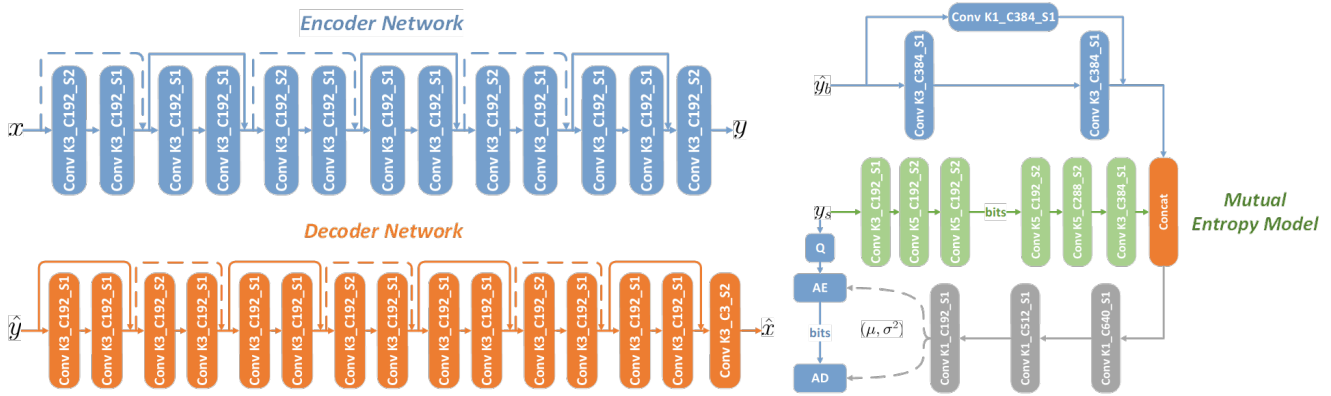 Encoder Network
x
Conv K3_C192_S2
Conv K3_C192_S1
Conv K3_C192_S1
Conv K3_C192_S1
Conv K3_C192_S2
Conv K3_C192_S1
Conv K3_C192_S1
Conv K3_C192_S1
Conv K3_C192_S2
Conv K3_C192_S1
Conv K3_C192_S1
Conv K3_C192_S1
Conv K3_C192_S2
y
Decoder Network
ŷ
Conv K3_C192_S1
Conv K3_C192_S1
Conv K3_C192_S2
Conv K3_C192_S1
Conv K3_C192_S1
Conv K3_C192_S1
Conv K3_C192_S2
Conv K3_C192_S1
Conv K3_C192_S1
Conv K3_C192_S1
Conv K3_C192_S2
Conv K3_C192_S1
Conv K3_C192_S1
Conv K3_C192_S1
Conv K3_C3_S2
x̂
Conv K1_C384_S1
ŷ_b
Conv K3_C384_S1
Conv K3_C384_S1
y_s
Conv K3_C192_S1
Conv K5_C192_S2
Conv K5_C192_S2
bits
Conv K5_C192_S2
Conv K5_C288_S2
Conv K3_C384_S1
Concat
Mutual
Entropy Model
Q
AE
bits
AD
(μ, σ²)
Conv K1_C192_S1
Conv K1_C512_S1
Conv K1_C640_S1